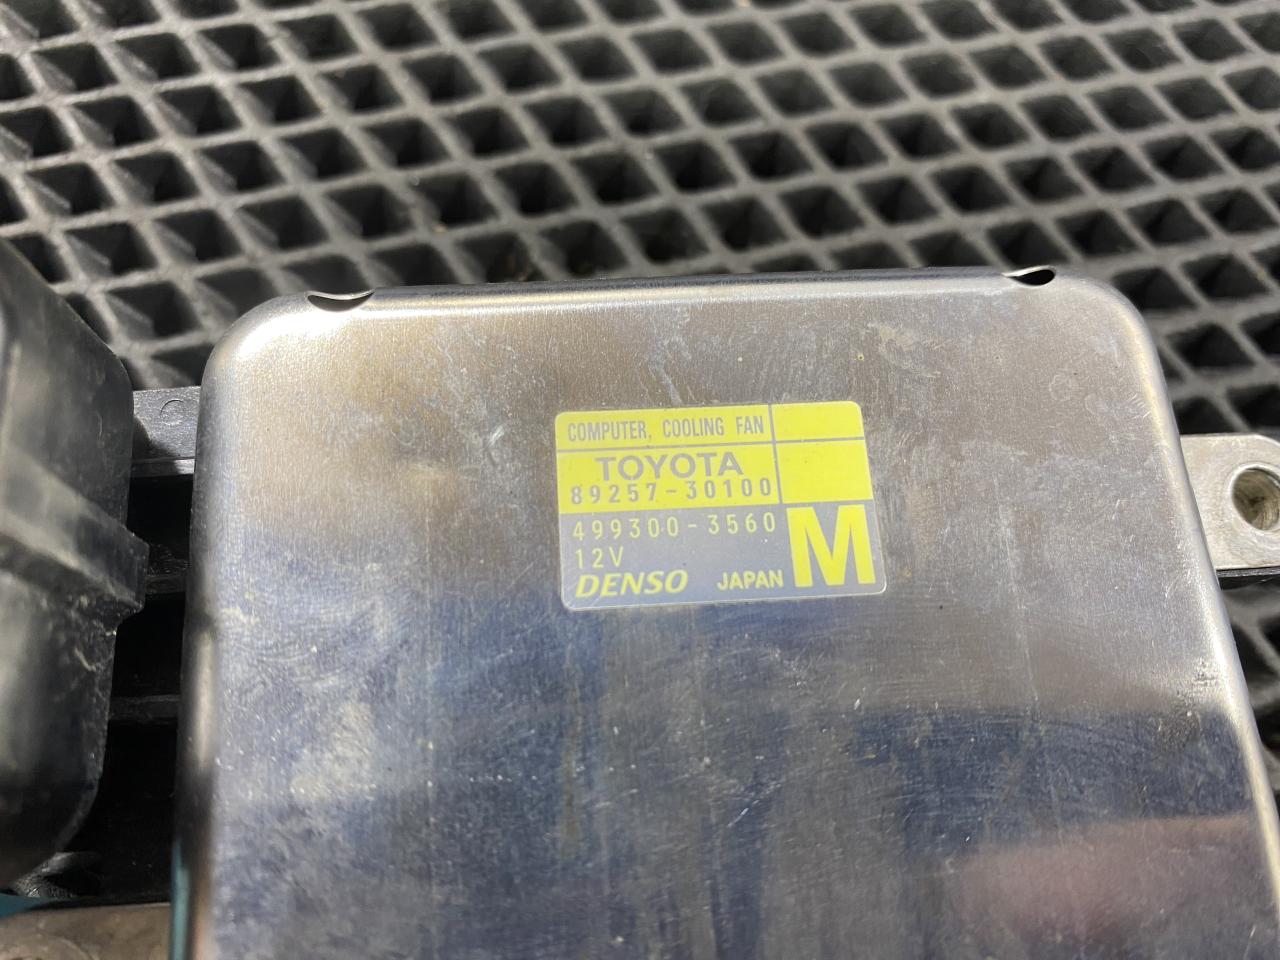 COMPUTER, COOLING FAN
TOYOTA
89257-30100
499300-3560
12V
DENSO JAPAN M